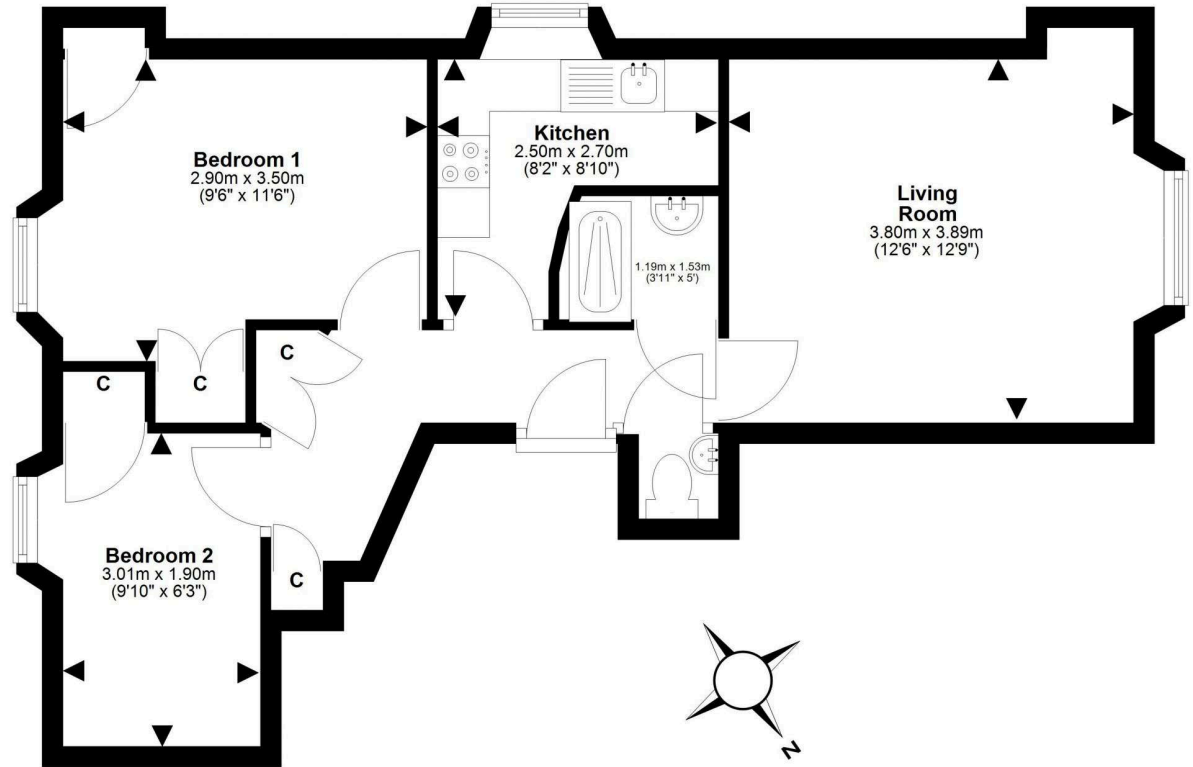 Bedroom 1
2.90m x 3.50m
(9'6" x 11'6")
Kitchen
2.50m x 2.70m
(8'2" x 8'10")
Living
Room
3.80m x 3.89m
(12'6" x 12'9")
1.19m x 1.53m
(3'11" x 5')
C
C
C
Bedroom 2
3.01m x 1.90m
(9'10" x 6'3")
C
N